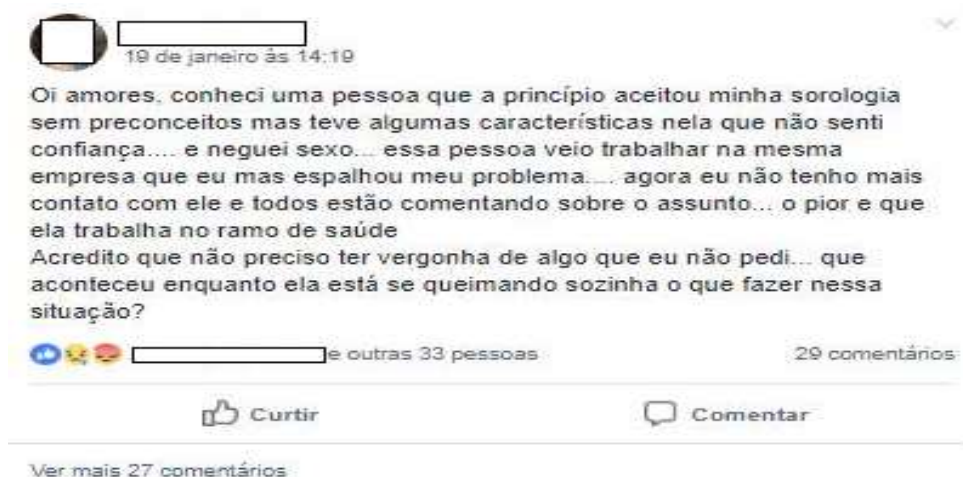 19 de janeiro às 14:19
Oi amores, conheci uma pessoa que a princípio aceitou minha sorologia
sem preconceitos mas teve algumas características nela que não senti
confiança.... e neguei sexo... essa pessoa veio trabalhar na mesma
empresa que eu mas espalhou meu problema.... agora eu não tenho mais
contato com ele e todos estão comentando sobre o assunto... o pior e que
ela trabalha no ramo de saúde
Acredito que não preciso ter vergonha de algo que eu não pedi... que
aconteceu enquanto ela está se queimando sozinha o que fazer nessa
situação?
e outras 33 pessoas 29 comentários
Curtir Comentar
Ver mais 27 comentários